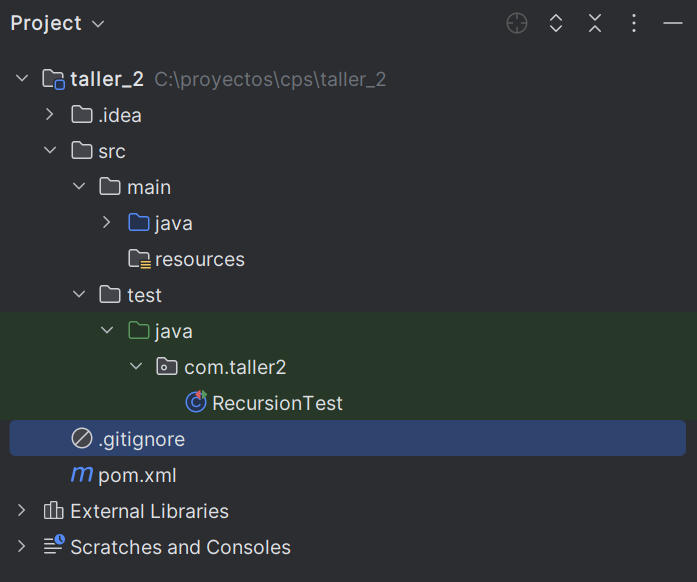 Project
taller_2 C:\proyectos\cps\taller_2
.idea
src
main
java
resources
test
java
com.taller2
RecursionTest
.gitignore
pom.xml
External Libraries
Scratches and Consoles